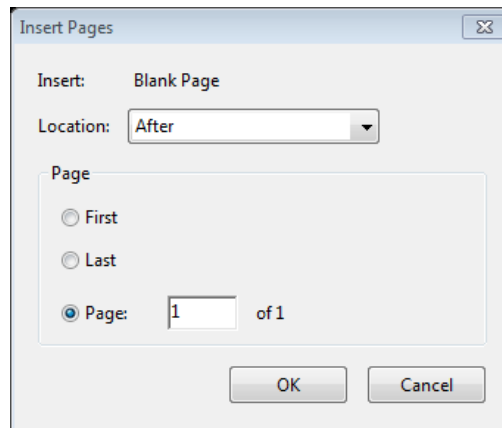 Insert Pages
Insert: Blank Page
Location: After
Page
First
Last
Page: 1 of 1
OK Cancel